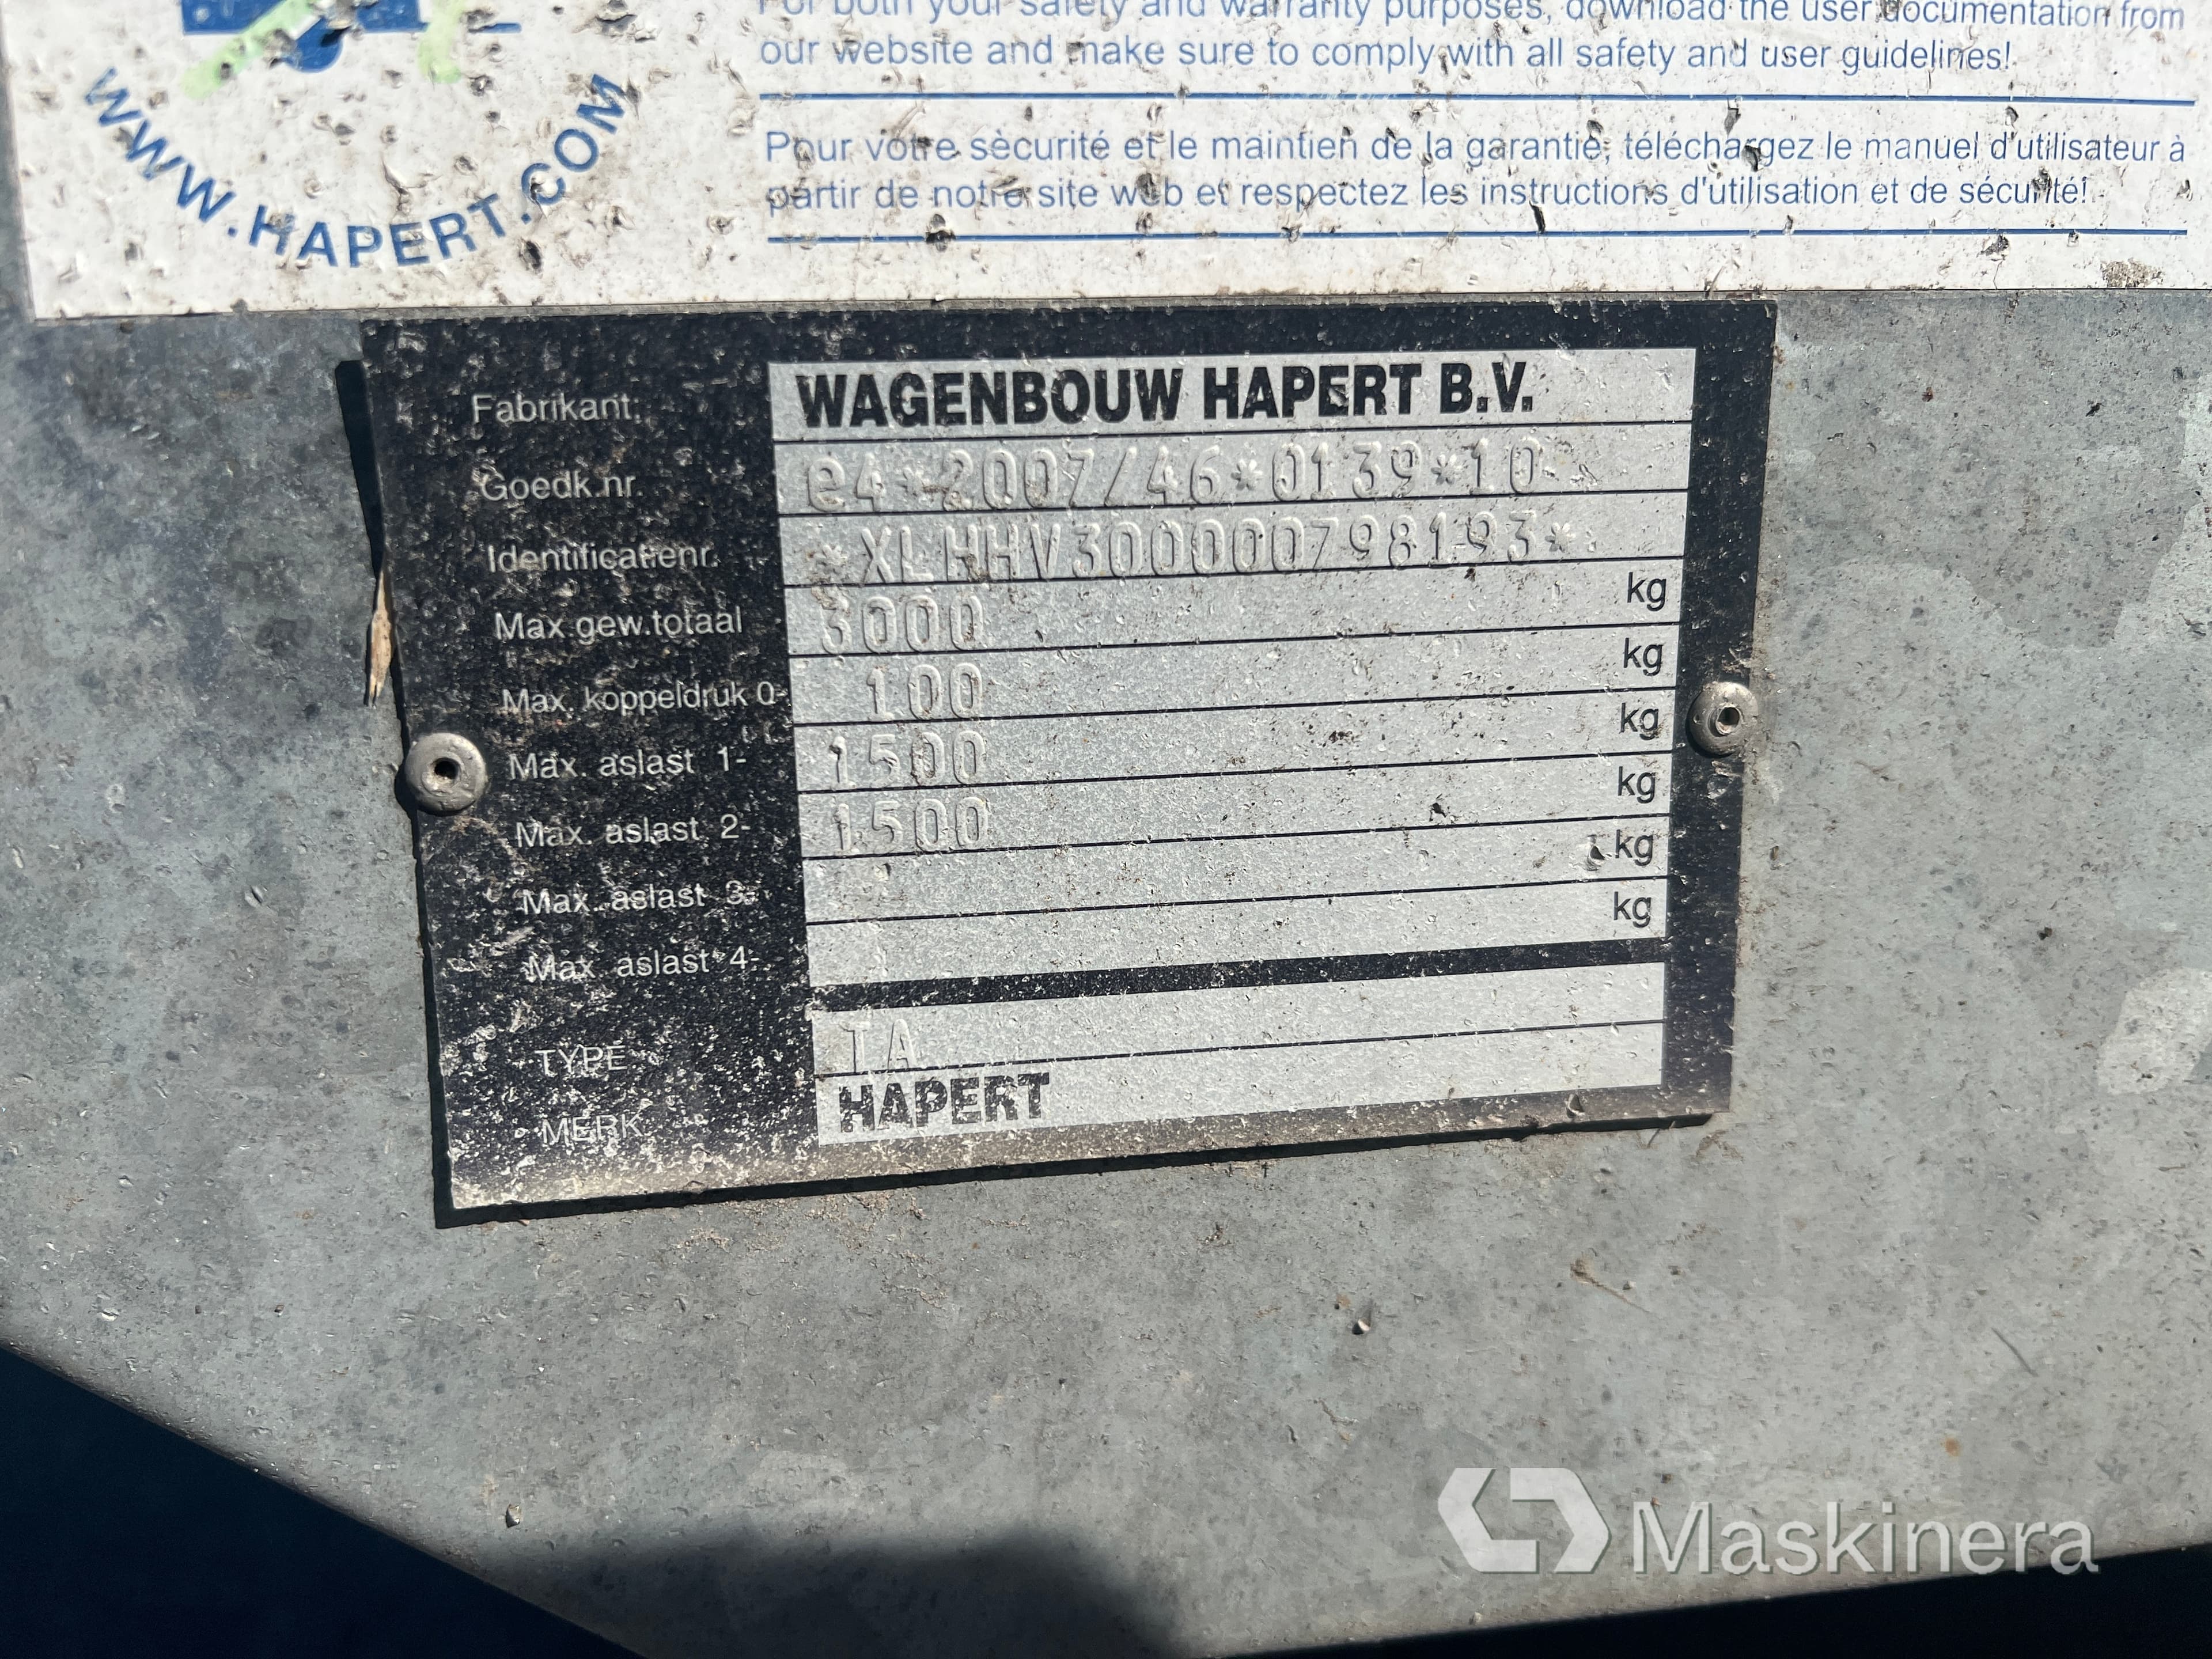 For both your safety and warranty purposes, download the user documentation from
our website and make sure to comply with all safety and user guidelines!
Pour votre sècurité et le maintien de la garantie, téléchargez le manuel d'utilisateur à
partir de notre site web et respectez les instructions d'utilisation et de sécurité!
WWW.HAPERT.COM
Fabrikant: WAGENBOUW HAPERT B.V.
Goedk.nr. e4*2007/46*0139*10
Identificatienr. *XLHHV300000798193*
Max.gew.totaal 3000 kg
Max. koppeldruk 0- 100 kg
Max. aslast 1- 1500 kg
Max. aslast 2- 1500 kg
Max. aslast 3- kg
Max. aslast 4- kg
TYPE TA
MERK HAPERT
Maskinera